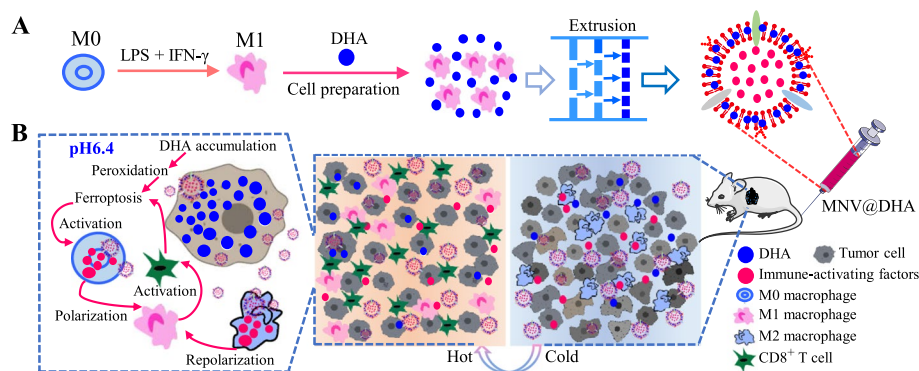 A
M0
LPS + IFN-γ
M1
DHA
Cell preparation
Extrusion
MNV@DHA
B
pH6.4
DHA accumulation
Peroxidation
Ferroptosis
Activation
Activation
Polarization
Repolarization
Hot
Cold
DHA
Tumor cell
Immune-activating factors
M0 macrophage
M1 macrophage
M2 macrophage
CD8⁺ T cell